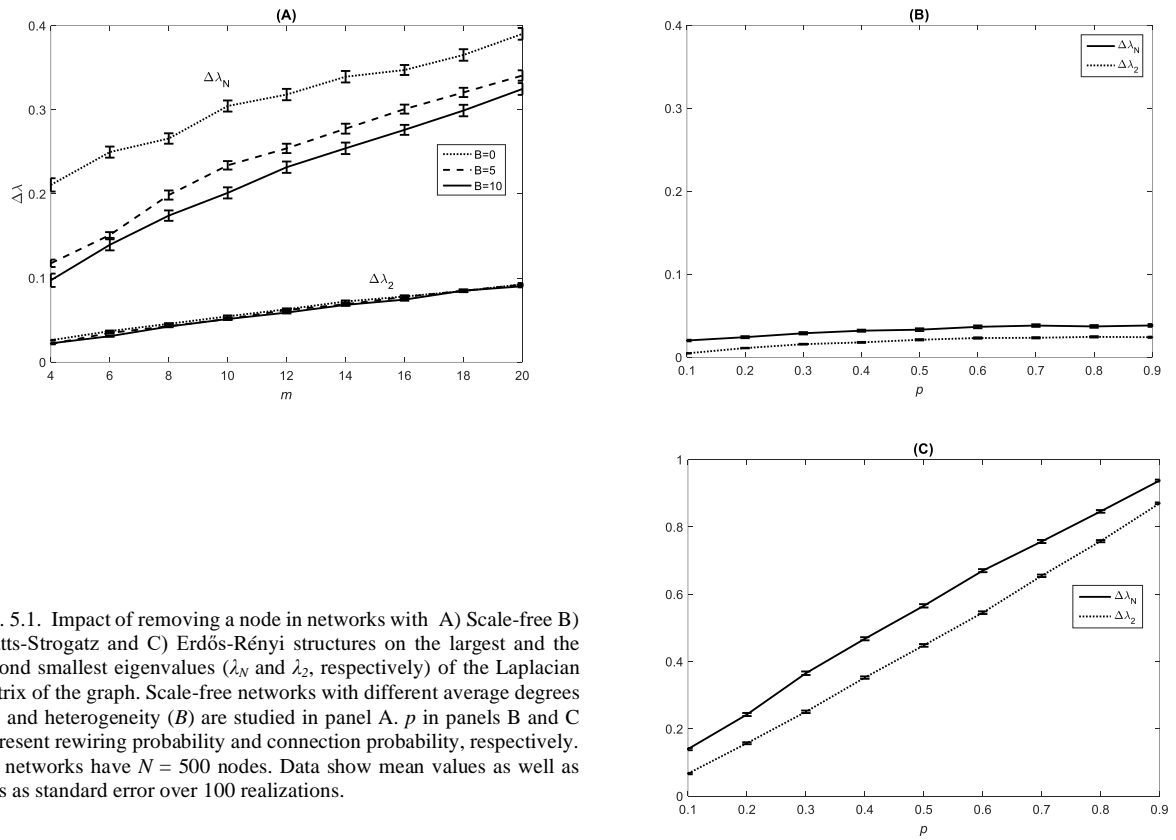 (A)
0.4
0.3
0.2
0.1
0
Δλ
ΔλN
Δλ2
B=0
B=5
B=10
4 6 8 10 12 14 16 18 20
m
(B)
0.4
0.3
0.2
0.1
0
ΔλN
Δλ2
0.1 0.2 0.3 0.4 0.5 0.6 0.7 0.8 0.9
p
(C)
1
0.8
0.6
0.4
0.2
0
ΔλN
Δλ2
0.1 0.2 0.3 0.4 0.5 0.6 0.7 0.8 0.9
p
. 5.1. Impact of removing a node in networks with A) Scale-free B)
tts-Strogatz and C) Erdős-Rényi structures on the largest and the
ond smallest eigenvalues (λN and λ2, respectively) of the Laplacian
trix of the graph. Scale-free networks with different average degrees
and heterogeneity (B) are studied in panel A. p in panels B and C
resent rewiring probability and connection probability, respectively.
networks have N = 500 nodes. Data show mean values as well as
s as standard error over 100 realizations.